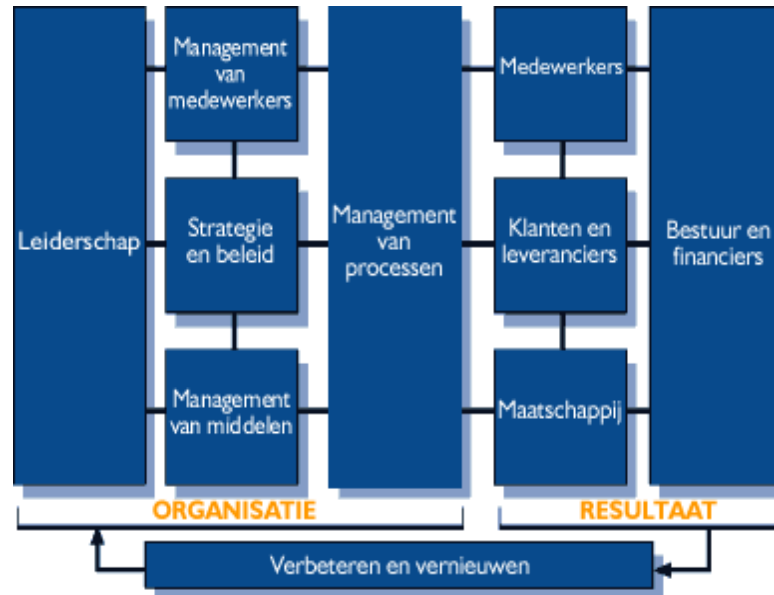 Leiderschap
Management
van
medewerkers
Strategie
en beleid
Management
van middelen
Management
van
processen
Medewerkers
Klanten en
leveranciers
Maatschappij
Bestuur en
financiers
ORGANISATIE
RESULTAAT
Verbeteren en vernieuwen